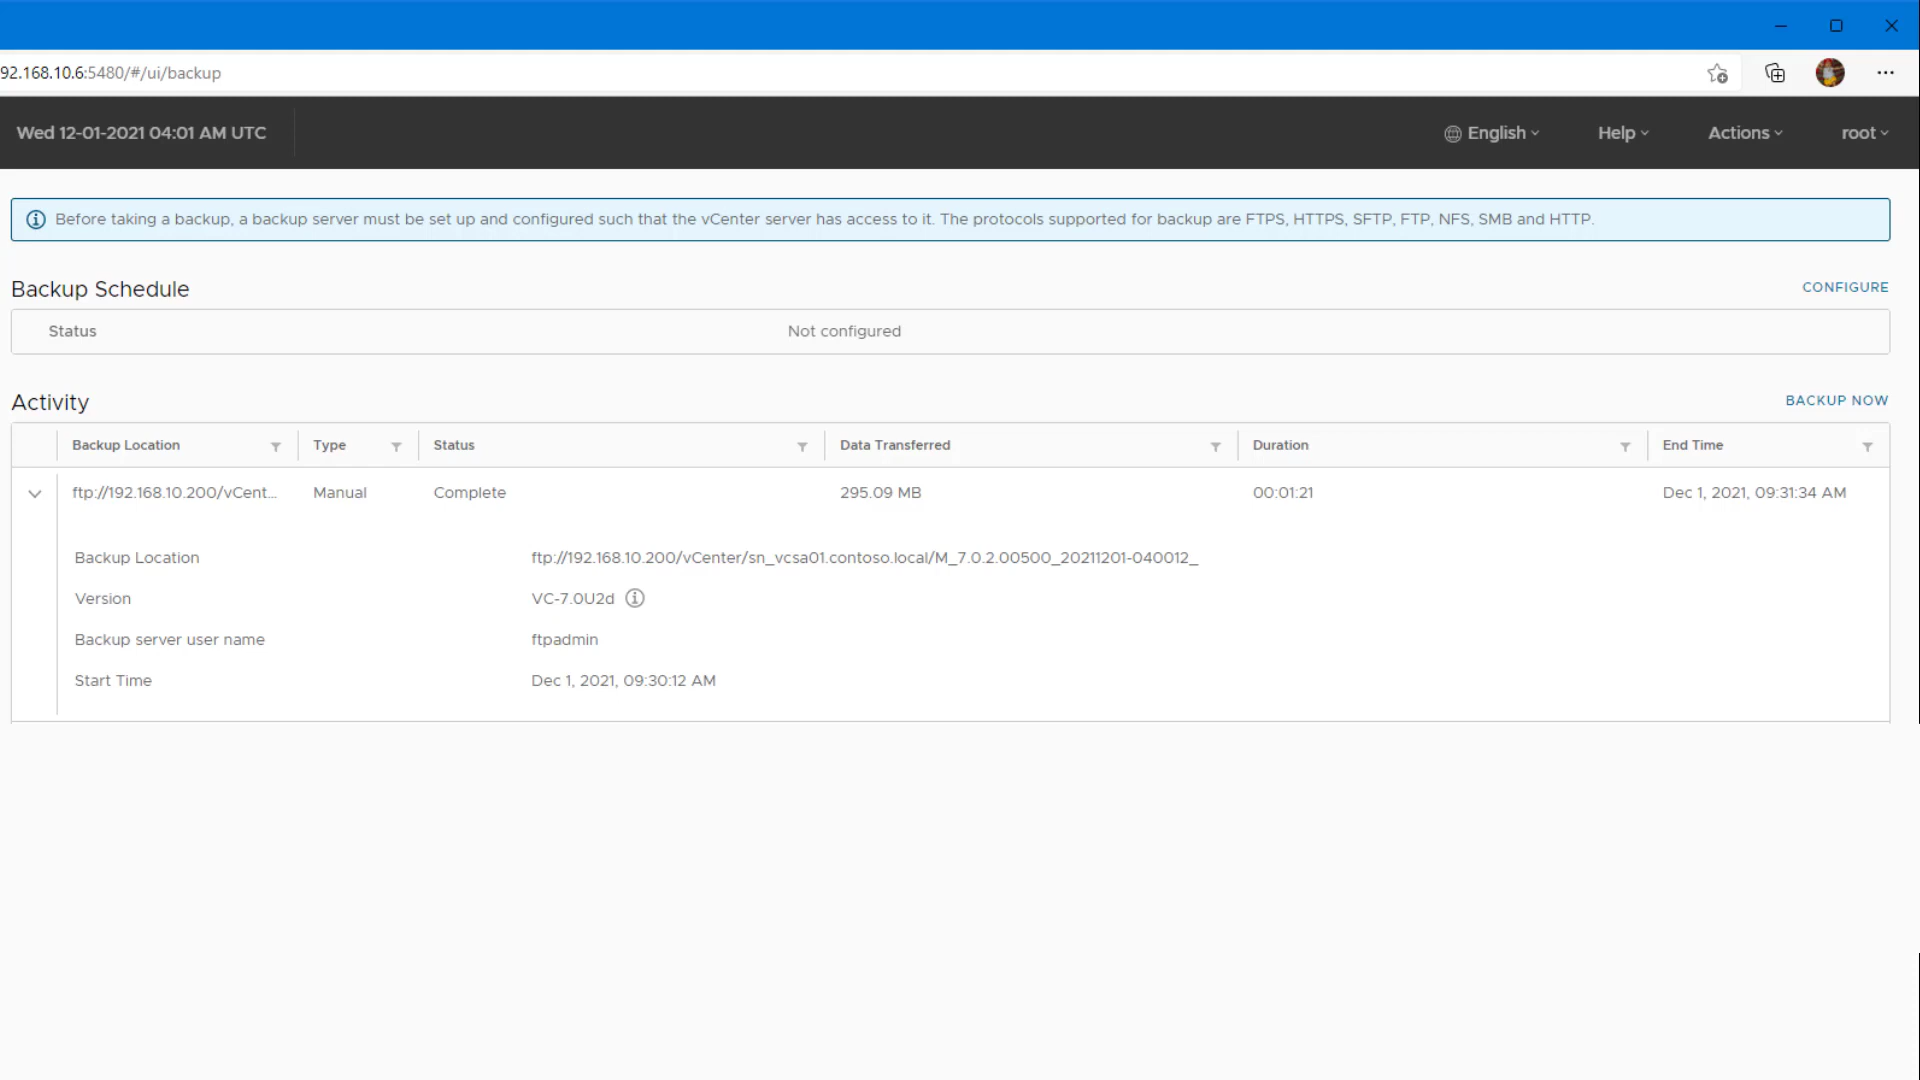 92.168.10.6:5480/#/ui/backup
Wed 12-01-2021 04:01 AM UTC
English
Help
Actions
root
Before taking a backup, a backup server must be set up and configured such that the vCenter server has access to it. The protocols supported for backup are FTPS, HTTPS, SFTP, FTP, NFS, SMB and HTTP.
Backup Schedule
CONFIGURE
Status Not configured
Activity
BACKUP NOW
Backup Location Type Status Data Transferred Duration End Time
ftp://192.168.10.200/vCent... Manual Complete 295.09 MB 00:01:21 Dec 1, 2021, 09:31:34 AM
Backup Location ftp://192.168.10.200/vCenter/sn_vcsa01.contoso.local/M_7.0.2.00500_20211201-040012_
Version VC-7.0U2d
Backup server user name ftpadmin
Start Time Dec 1, 2021, 09:30:12 AM